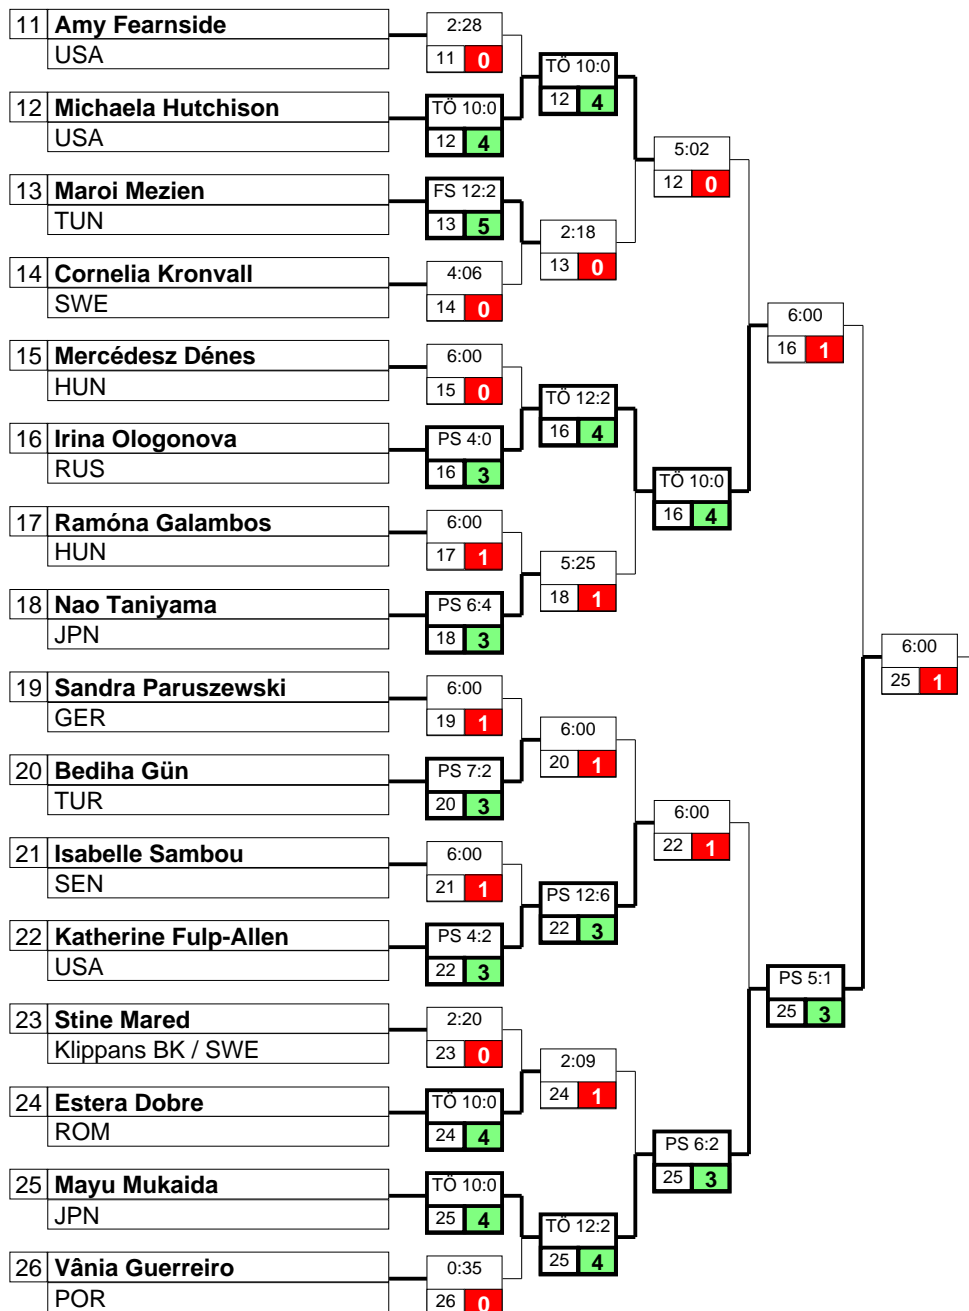 11 Amy Fearnside 2:28
USA 11 0 TÖ 10:0
12 4
12 Michaela Hutchison TÖ 10:0
USA 12 4 5:02
12 0
13 Maroi Mezien FS 12:2
TUN 13 5 2:18
13 0
14 Cornelia Kronvall 4:06
SWE 14 0 6:00
16 1
15 Mercédesz Dénes 6:00
HUN 15 0 TÖ 12:2
16 4
16 Irina Ologonova PS 4:0
RUS 16 3 TÖ 10:0
16 4
17 Ramóna Galambos 6:00
HUN 17 1 5:25
18 1
18 Nao Taniyama PS 6:4
JPN 18 3 6:00
25 1
19 Sandra Paruszewski 6:00
GER 19 1 6:00
20 1
20 Bediha Gün PS 7:2
TUR 20 3 6:00
22 1
21 Isabelle Sambou 6:00
SEN 21 1 PS 12:6
22 3
22 Katherine Fulp-Allen PS 4:2
USA 22 3 PS 5:1
25 3
23 Stine Mared 2:20
Klippans BK / SWE 23 0 2:09
24 1
24 Estera Dobre TÖ 10:0
ROM 24 4 PS 6:2
25 3
25 Mayu Mukaida TÖ 10:0
JPN 25 4 TÖ 12:2
25 4
26 Vânia Guerreiro 0:35
POR 26 0